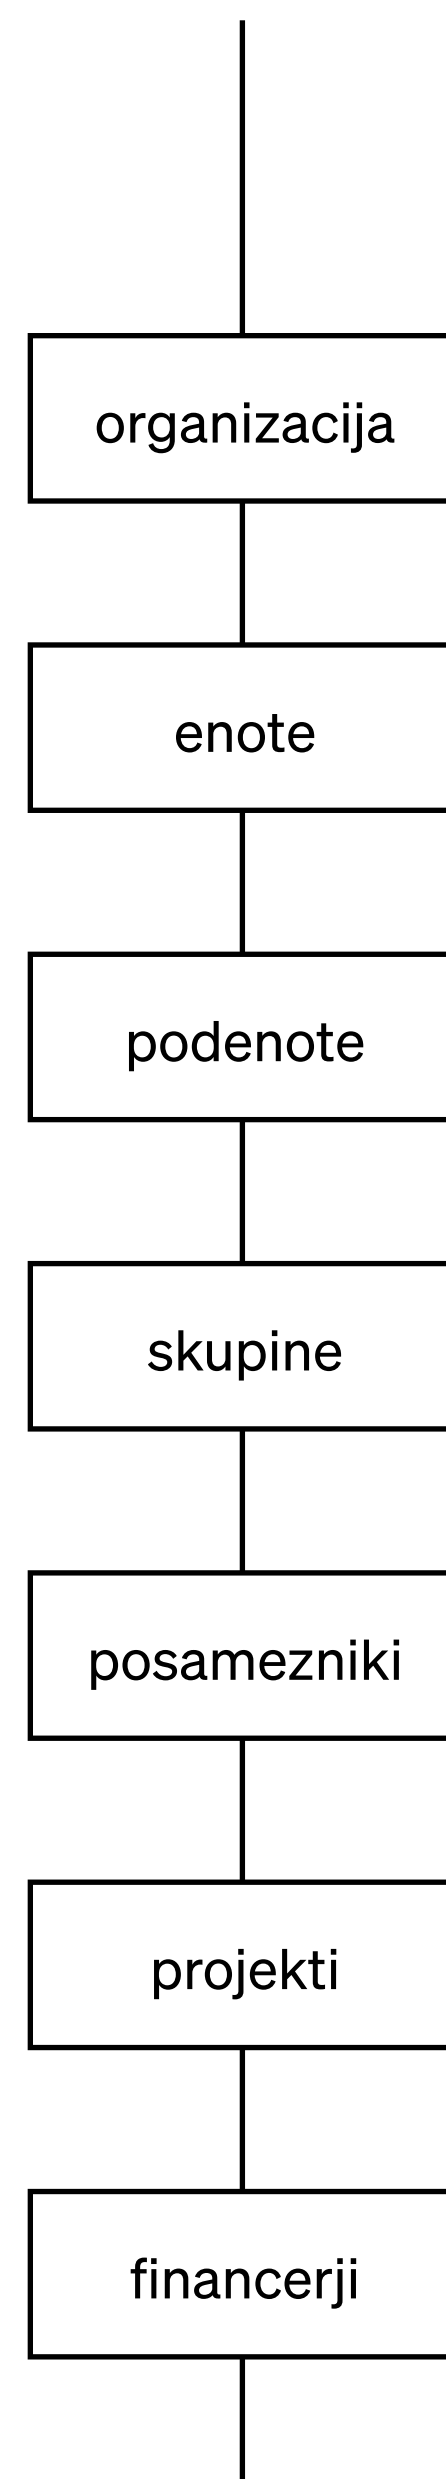 organizacija
enote
podenote
skupine
posamezniki
projekti
financerji